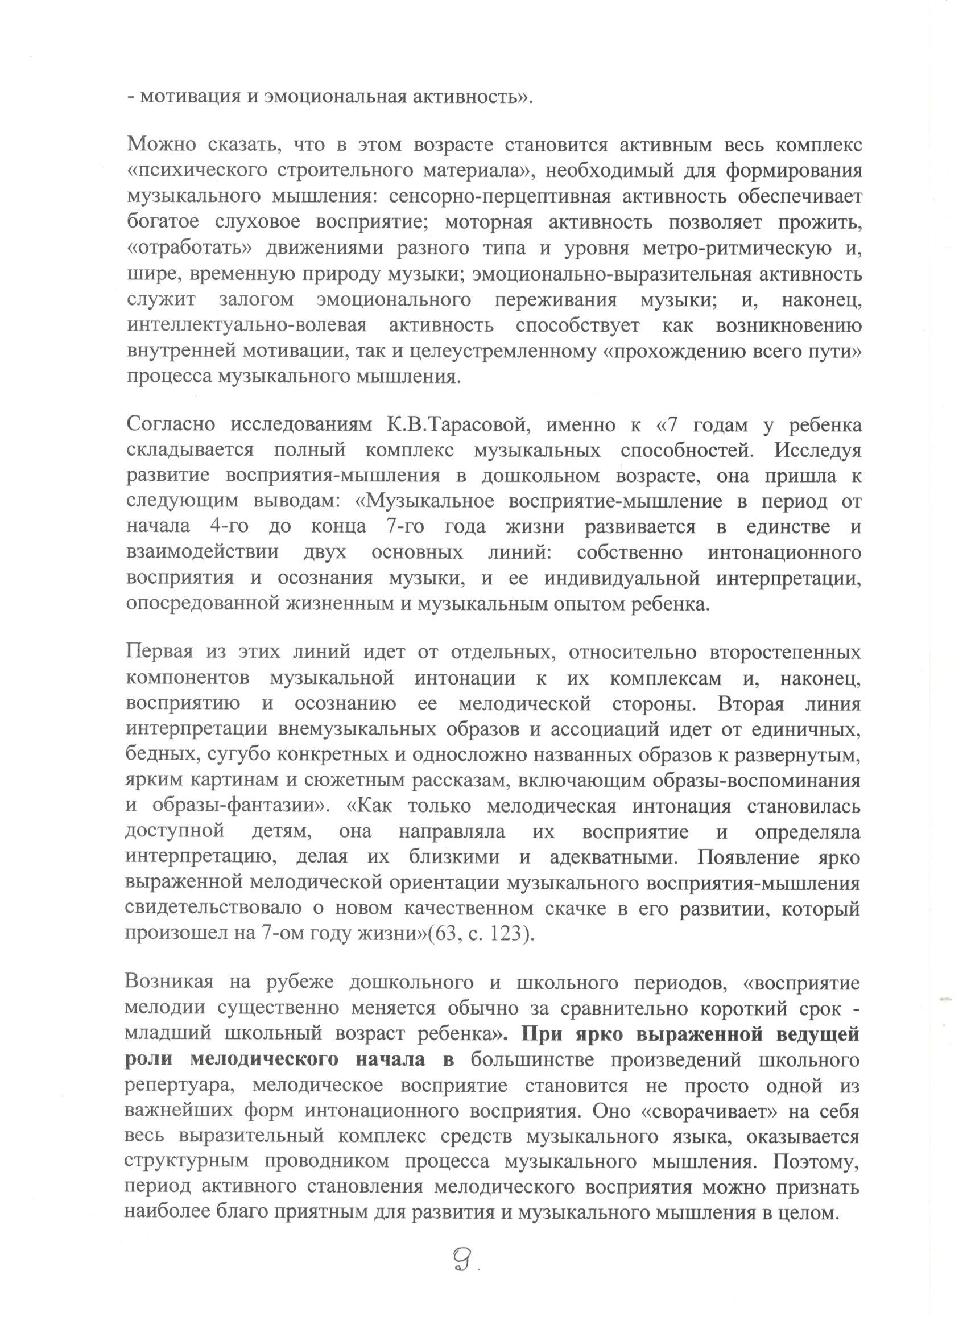 - мотивация и эмоциональная активность».
Можно сказать, что в этом возрасте становится активным весь комплекс
«психического строительного материала», необходимый для формирования
музыкального мышления: сенсорно-перцептивная активность обеспечивает
богатое слуховое восприятие; моторная активность позволяет прожить,
«отработать» движениями разного типа и уровня метро-ритмическую и,
шире, временную природу музыки; эмоционально-выразительная активность
служит залогом эмоционального переживания музыки; и, наконец,
интеллектуально-волевая активность способствует как возникновению
внутренней мотивации, так и целеустремленному «прохождению всего пути»
процесса музыкального мышления.
Согласно исследованиям К.В.Тарасовой, именно к «7 годам у ребенка
складывается полный комплекс музыкальных способностей. Исследуя
развитие восприятия-мышления в дошкольном возрасте, она пришла к
следующим выводам: «Музыкальное восприятие-мышление в период от
начала 4-го до конца 7-го года жизни развивается в единстве и
взаимодействии двух основных линий: собственно интонационного
восприятия и осознания музыки, и ее индивидуальной интерпретации,
опосредованной жизненным и музыкальным опытом ребенка.
Первая из этих линий идет от отдельных, относительно второстепенных
компонентов музыкальной интонации к их комплексам и, наконец,
восприятию и осознанию ее мелодической стороны. Вторая линия
интерпретации внемузыкальных образов и ассоциаций идет от единичных,
бедных, сугубо конкретных и односложно названных образов к развернутым,
ярким картинам и сюжетным рассказам, включающим образы-воспоминания
и образы-фантазии». «Как только мелодическая интонация становилась
доступной детям, она направляла их восприятие и определяла
интерпретацию, делая их близкими и адекватными. Появление ярко
выраженной мелодической ориентации музыкального восприятия-мышления
свидетельствовало о новом качественном скачке в его развитии, который
произошел на 7-ом году жизни»(63, с. 123).
Возникая на рубеже дошкольного и школьного периодов, «восприятие
мелодии существенно меняется обычно за сравнительно короткий срок -
младший школьный возраст ребенка». При ярко выраженной ведущей
роли мелодического начала в большинстве произведений школьного
репертуара, мелодическое восприятие становится не просто одной из
важнейших форм интонационного восприятия. Оно «сворачивает» на себя
весь выразительный комплекс средств музыкального языка, оказывается
структурным проводником процесса музыкального мышления. Поэтому,
период активного становления мелодического восприятия можно признать
наиболее благо приятным для развития и музыкального мышления в целом.
9.